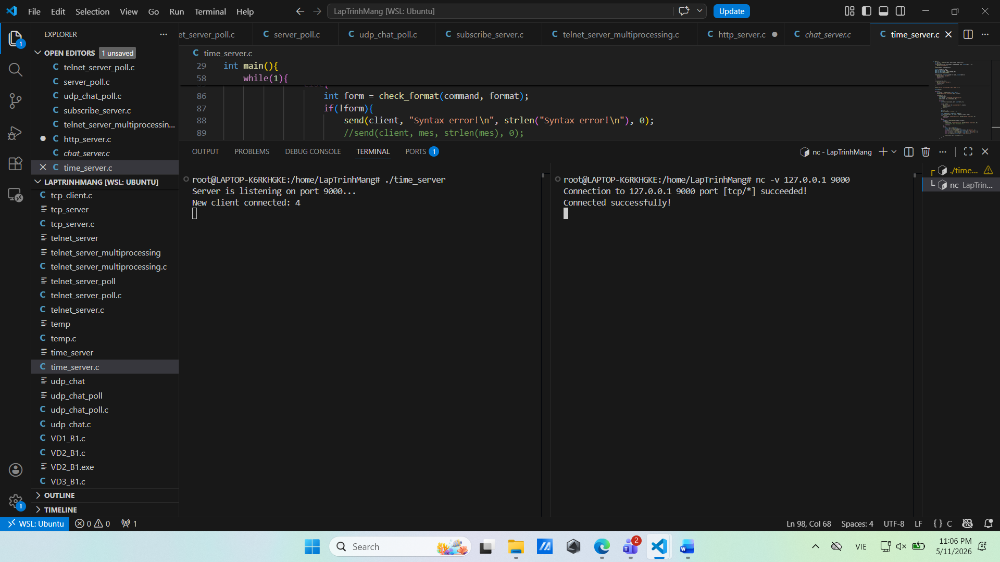 File Edit Selection View Go Run Terminal Help
LapTrinhMang [WSL: Ubuntu]
Update
EXPLORER
OPEN EDITORS 1 unsaved
telnet_server_poll.c
server_poll.c
udp_chat_poll.c
subscribe_server.c
telnet_server_multiprocessin...
http_server.c
chat_server.c
time_server.c
LAPTRINHMANG [WSL: UBUNTU]
tcp_client.c
tcp_server
tcp_server.c
telnet_server
telnet_server_multiprocessing
telnet_server_multiprocessing.c
telnet_server_poll
telnet_server_poll.c
telnet_server.c
temp
temp.c
time_server
time_server.c
udp_chat
udp_chat_poll
udp_chat_poll.c
udp_chat.c
VD1_B1.c
VD2_B1.c
VD2_B1.exe
VD3_B1.c
OUTLINE
TIMELINE
et_server_poll.c server_poll.c udp_chat_poll.c subscribe_server.c telnet_server_multiprocessing.c http_server.c chat_server.c time_server.c
time_server.c
29 int main(){
58 while(1){
86 int form = check_format(command, format);
87 if(!form){
88 send(client, "Syntax error!\n", strlen("Syntax error!\n"), 0);
89 //send(client, mes, strlen(mes), 0);
OUTPUT PROBLEMS DEBUG CONSOLE TERMINAL PORTS 1
nc - LapTrinhMang
root@LAPTOP-K6RKHGKE:/home/LapTrinhMang# ./time_server
Server is listening on port 9000...
New client connected: 4
root@LAPTOP-K6RKHGKE:/home/LapTrinhMang# nc -v 127.0.0.1 9000
Connection to 127.0.0.1 9000 port [tcp/*] succeeded!
Connected successfully!
./time...
nc LapTrin...
WSL: Ubuntu 0 0 1
Ln 98, Col 68 Spaces: 4 UTF-8 LF {} C
Search
VIE
11:06 PM
5/11/2026